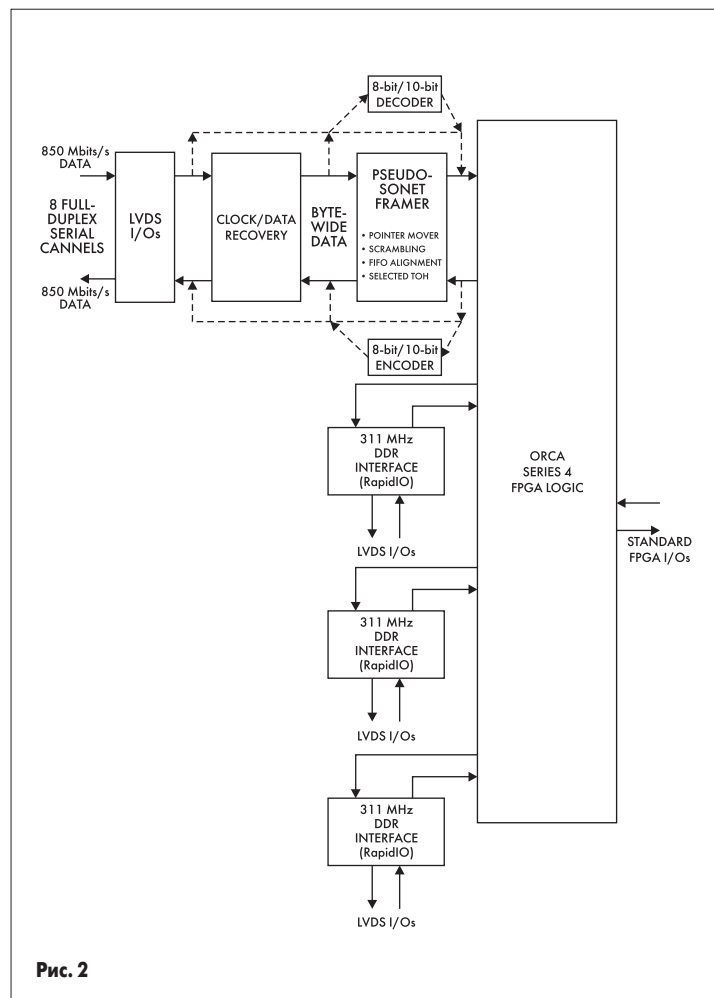 8-bit/10-bit
DECODER
850 Mbits/s
DATA
8 FULL-
DUPLEX
SERIAL
CANNELS
850 Mbits/s
DATA
LVDS
I/Os
CLOCK/DATA
RECOVERY
BYTE-
WIDE
DATA
PSEUDO-
SONET
FRAMER
• POINTER MOVER
• SCRAMBLING
• FIFO ALIGNMENT
• SELECTED TOH
8-bit/10-bit
ENCODER
311 MHz
DDR
INTERFACE
(RapidIO)
LVDS I/Os
311 MHz
DDR
INTERFACE
(RapidIO)
LVDS I/Os
311 MHz
DDR
INTERFACE
(RapidIO)
LVDS I/Os
ORCA
SERIES 4
FPGA LOGIC
STANDARD
FPGA I/Os
Рис. 2